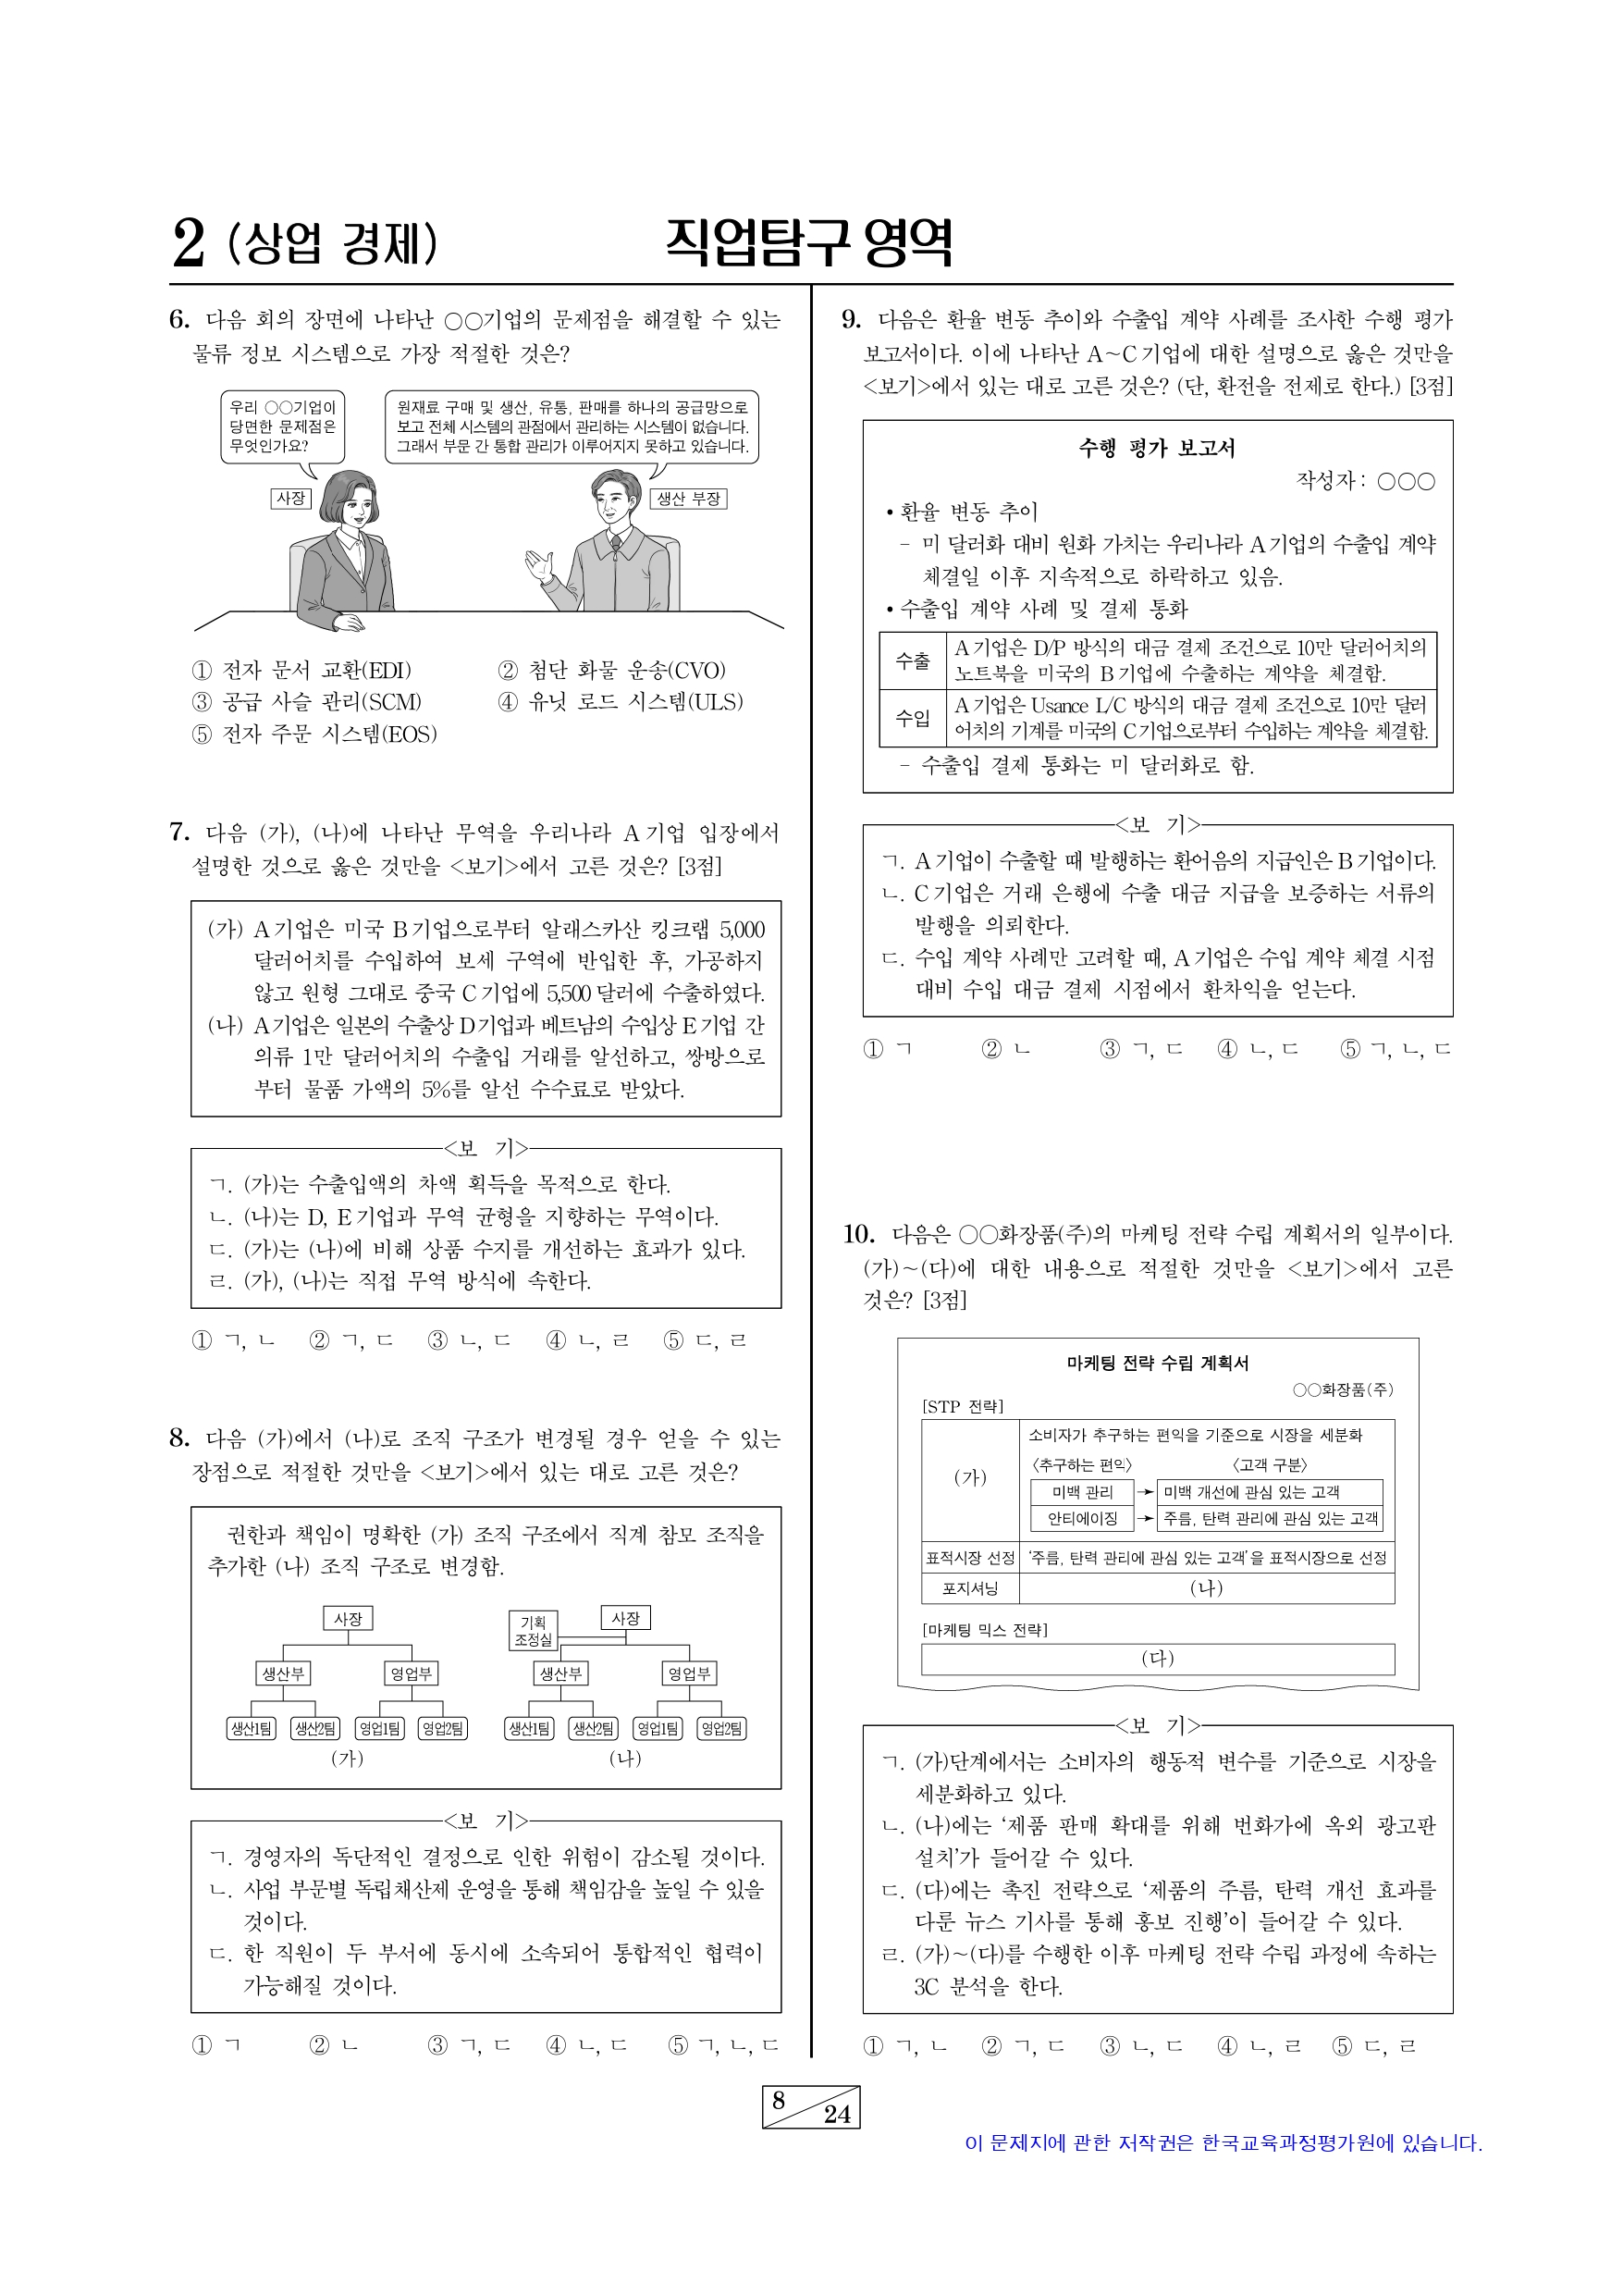 2 (상업 경제)
직업탐구 영역
6. 다음 회의 장면에 나타난 ○○기업의 문제점을 해결할 수 있는
물류 정보 시스템으로 가장 적절한 것은?
우리 ○○기업이
당면한 문제점은
무엇인가요?
원재료 구매 및 생산, 유통, 판매를 하나의 공급망으로
보고 전체 시스템의 관점에서 관리하는 시스템이 없습니다.
그래서 부문 간 통합 관리가 이루어지지 못하고 있습니다.
사장
생산 부장
① 전자 문서 교환(EDI) ② 첨단 화물 운송(CVO)
③ 공급 사슬 관리(SCM) ④ 유닛 로드 시스템(ULS)
⑤ 전자 주문 시스템(EOS)
7. 다음 (가), (나)에 나타난 무역을 우리나라 A기업 입장에서
설명한 것으로 옳은 것만을 <보기>에서 고른 것은? [3점]
(가) A기업은 미국 B기업으로부터 알래스카산 킹크랩 5,000
달러어치를 수입하여 보세 구역에 반입한 후, 가공하지
않고 원형 그대로 중국 C기업에 5,500 달러에 수출하였다.
(나) A기업은 일본의 수출상 D기업과 베트남의 수입상 E기업 간
의류 1만 달러어치의 수출입 거래를 알선하고, 쌍방으로
부터 물품 가액의 5%를 알선 수수료로 받았다.
<보 기>
ㄱ. (가)는 수출입액의 차액 획득을 목적으로 한다.
ㄴ. (나)는 D, E기업과 무역 균형을 지향하는 무역이다.
ㄷ. (가)는 (나)에 비해 상품 수지를 개선하는 효과가 있다.
ㄹ. (가), (나)는 직접 무역 방식에 속한다.
① ㄱ, ㄴ ② ㄱ, ㄷ ③ ㄴ, ㄷ ④ ㄴ, ㄹ ⑤ ㄷ, ㄹ
8. 다음 (가)에서 (나)로 조직 구조가 변경될 경우 얻을 수 있는
장점으로 적절한 것만을 <보기>에서 있는 대로 고른 것은?
권한과 책임이 명확한 (가) 조직 구조에서 직계 참모 조직을
추가한 (나) 조직 구조로 변경함.
사장
생산부 영업부
생산1팀 생산2팀 영업1팀 영업2팀
(가)
기획
조정실
사장
생산부 영업부
생산1팀 생산2팀 영업1팀 영업2팀
(나)
<보 기>
ㄱ. 경영자의 독단적인 결정으로 인한 위험이 감소될 것이다.
ㄴ. 사업 부문별 독립채산제 운영을 통해 책임감을 높일 수 있을
것이다.
ㄷ. 한 직원이 두 부서에 동시에 소속되어 통합적인 협력이
가능해질 것이다.
① ㄱ ② ㄴ ③ ㄱ, ㄷ ④ ㄴ, ㄷ ⑤ ㄱ, ㄴ, ㄷ
9. 다음은 환율 변동 추이와 수출입 계약 사례를 조사한 수행 평가
보고서이다. 이에 나타난 A~C기업에 대한 설명으로 옳은 것만을
<보기>에서 있는 대로 고른 것은? (단, 환전을 전제로 한다.) [3점]
수행 평가 보고서
작성자 : ○○○
• 환율 변동 추이
- 미 달러화 대비 원화 가치는 우리나라 A기업의 수출입 계약
체결일 이후 지속적으로 하락하고 있음.
• 수출입 계약 사례 및 결제 통화
수출 A기업은 D/P 방식의 대금 결제 조건으로 10만 달러어치의
노트북을 미국의 B기업에 수출하는 계약을 체결함.
수입 A기업은 Usance L/C 방식의 대금 결제 조건으로 10만 달러
어치의 기계를 미국의 C기업으로부터 수입하는 계약을 체결함.
- 수출입 결제 통화는 미 달러화로 함.
<보 기>
ㄱ. A기업이 수출할 때 발행하는 환어음의 지급인은 B기업이다.
ㄴ. C기업은 거래 은행에 수출 대금 지급을 보증하는 서류의
발행을 의뢰한다.
ㄷ. 수입 계약 사례만 고려할 때, A기업은 수입 계약 체결 시점
대비 수입 대금 결제 시점에서 환차익을 얻는다.
① ㄱ ② ㄴ ③ ㄱ, ㄷ ④ ㄴ, ㄷ ⑤ ㄱ, ㄴ, ㄷ
10. 다음은 ○○화장품(주)의 마케팅 전략 수립 계획서의 일부이다.
(가)~(다)에 대한 내용으로 적절한 것만을 <보기>에서 고른
것은? [3점]
마케팅 전략 수립 계획서
○○화장품(주)
[STP 전략]
(가)
소비자가 추구하는 편익을 기준으로 시장을 세분화
<추구하는 편익> <고객 구분>
미백 관리 → 미백 개선에 관심 있는 고객
안티에이징 → 주름, 탄력 관리에 관심 있는 고객
표적시장 선정 '주름, 탄력 관리에 관심 있는 고객'을 표적시장으로 선정
포지셔닝 (나)
[마케팅 믹스 전략]
(다)
<보 기>
ㄱ. (가)단계에서는 소비자의 행동적 변수를 기준으로 시장을
세분화하고 있다.
ㄴ. (나)에는 '제품 판매 확대를 위해 번화가에 옥외 광고판
설치'가 들어갈 수 있다.
ㄷ. (다)에는 촉진 전략으로 '제품의 주름, 탄력 개선 효과를
다룬 뉴스 기사를 통해 홍보 진행'이 들어갈 수 있다.
ㄹ. (가)~(다)를 수행한 이후 마케팅 전략 수립 과정에 속하는
3C 분석을 한다.
① ㄱ, ㄴ ② ㄱ, ㄷ ③ ㄴ, ㄷ ④ ㄴ, ㄹ ⑤ ㄷ, ㄹ
8
24
이 문제지에 관한 저작권은 한국교육과정평가원에 있습니다.